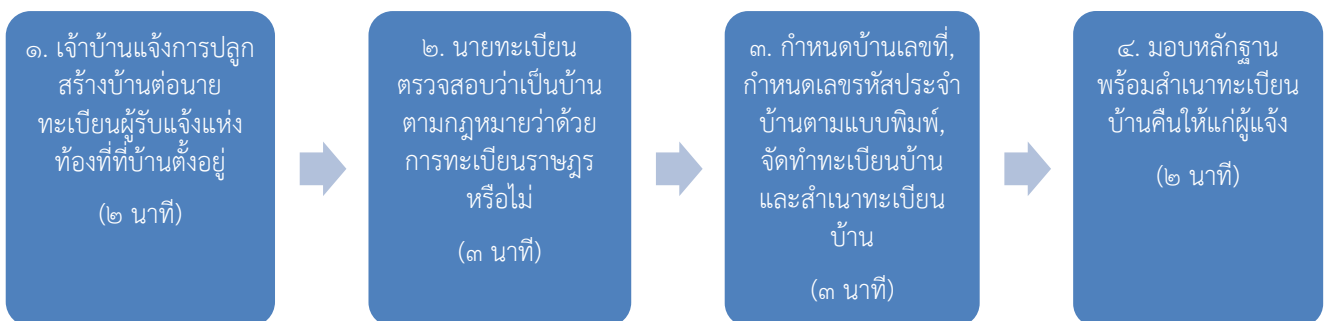 ๑. เจ้าบ้านแจ้งการปลูก
สร้างบ้านต่อนาย
ทะเบียนผู้รับแจ้งแห่ง
ท้องที่ที่บ้านตั้งอยู่
(๒ นาที)
๒. นายทะเบียน
ตรวจสอบว่าเป็นบ้าน
ตามกฎหมายว่าด้วย
การทะเบียนราษฎร
หรือไม่
(๓ นาที)
๓. กำหนดบ้านเลขที่,
กำหนดเลขรหัสประจำ
บ้านตามแบบพิมพ์,
จัดทำทะเบียนบ้าน
และสำเนาทะเบียน
บ้าน
(๓ นาที)
๔. มอบหลักฐาน
พร้อมสำเนาทะเบียน
บ้านคืนให้แก่ผู้แจ้ง
(๒ นาที)